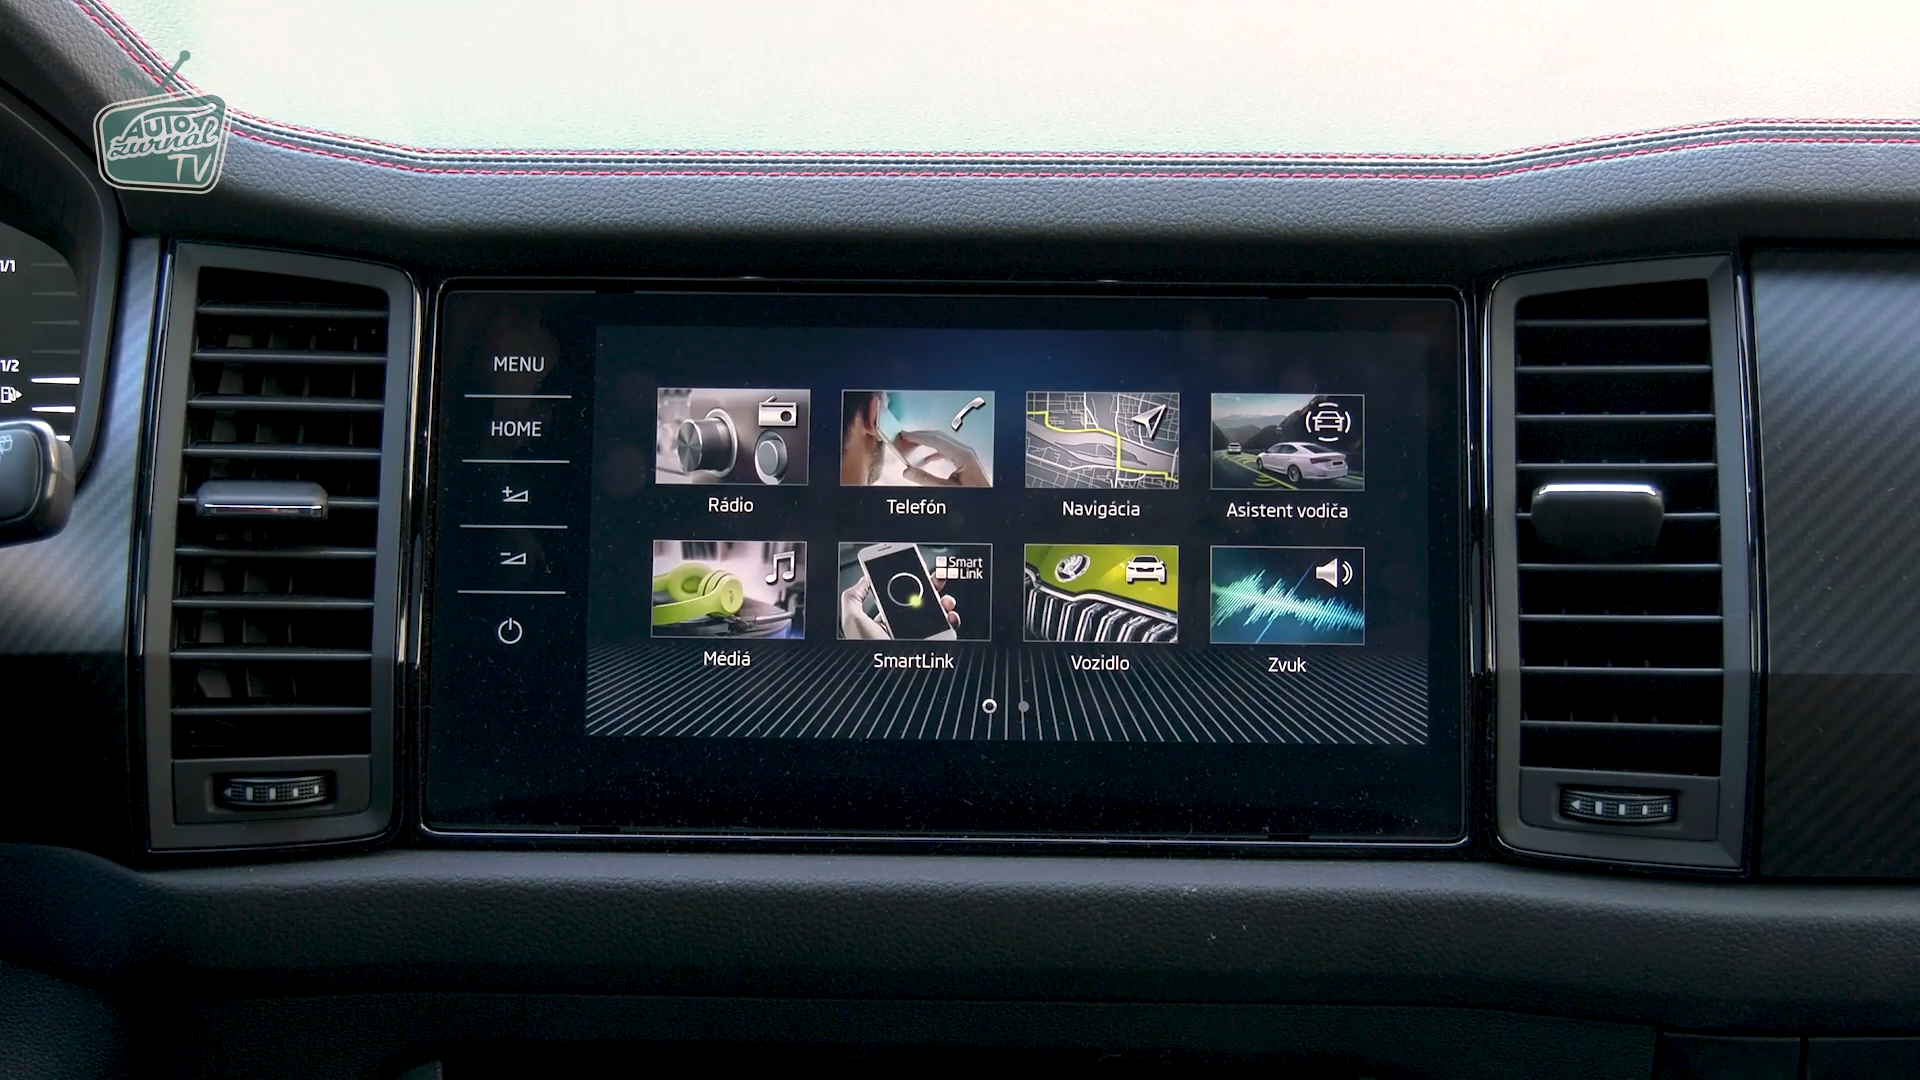 AUTO
žurnál
TV
1/1
1/2
MENU
HOME
Rádio
Telefón
Navigácia
Asistent vodiča
Smart
Link
Médiá
SmartLink
Vozidlo
Zvuk